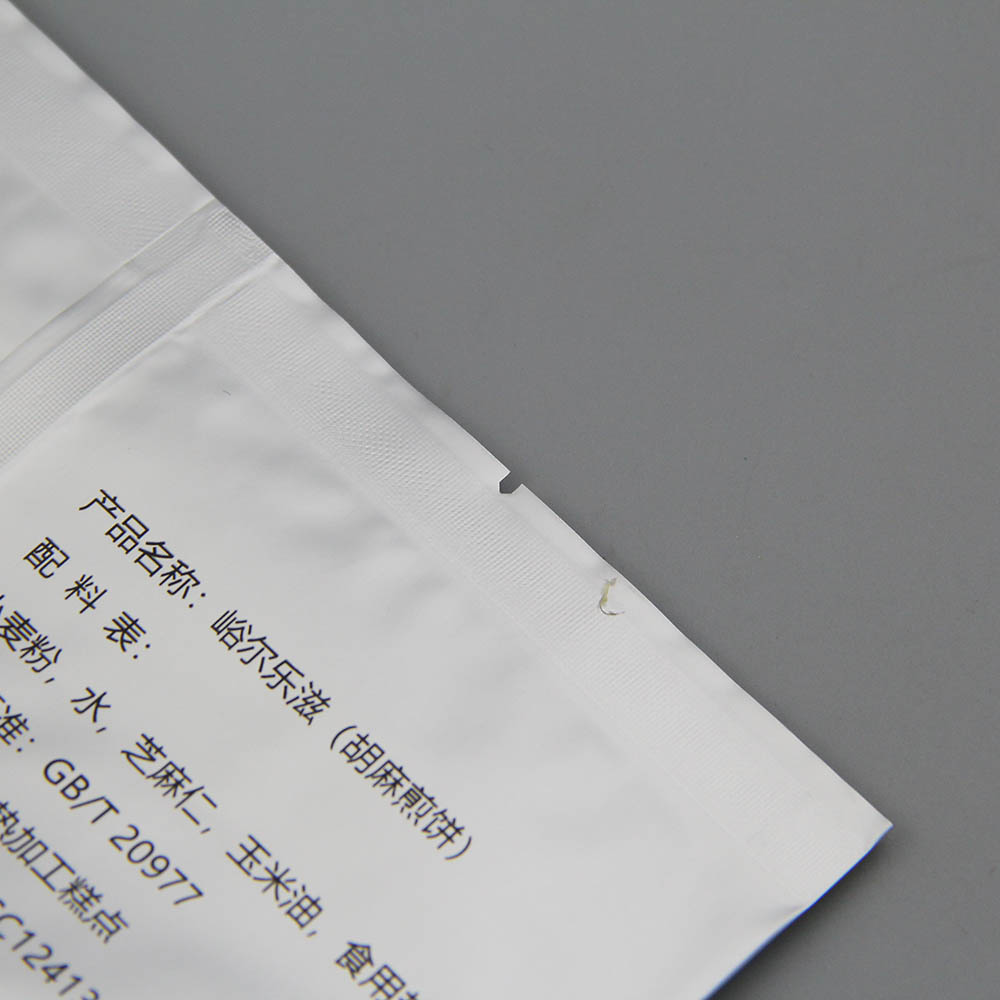 产品名称：峪尔乐滋（胡麻煎饼）
配料表：
小麦粉，水，芝麻仁，玉米油，食用
准：GB/T 20977
热加工糕点
C12413